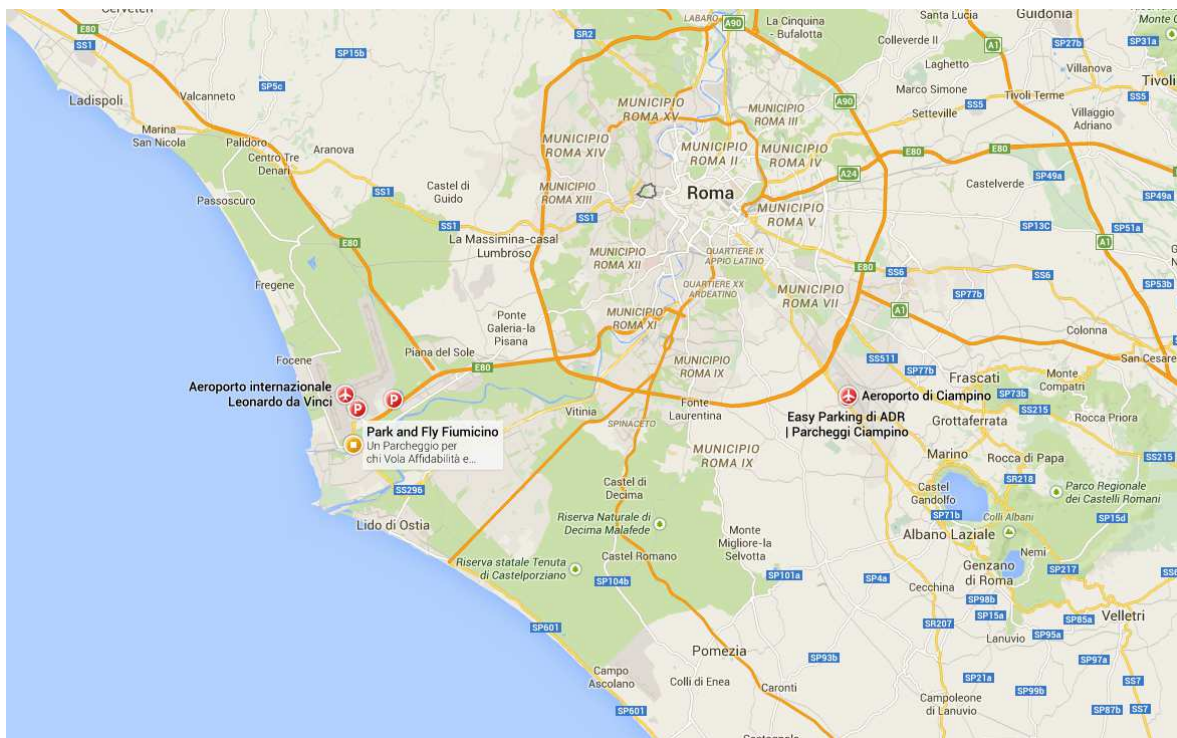 Cerveteri
LABARO
A90
La Cinquina
- Bufalotta
Santa Lucia
Guidonia
Monte C
E80
SS1
SR2
Colleverde II
A1
SP27b
SP31a
SP15b
Laghetto
Villanova
Tivoli
SP5c
Ladispoli
Valcanneto
MUNICIPIO
ROMA XV
MUNICIPIO
ROMA III
A90
Marco Simone
SS5
Tivoli Terme
SS5
Setteville
Villaggio
Adriano
Marina
San Nicola
Palidoro
Aranova
Centro Tre
Denari
MUNICIPIO
ROMA XIV
MUNICIPIO
ROMA II
MUNICIPIO
ROMA IV
E80
E80
A24
SP49a
SP49a
Castelverde
SS1
Castel di
Guido
MUNICIPIO
ROMA XIII
Roma
Passoscuro
SS1
SS1
MUNICIPIO
ROMA V
SP13C
SP51a
La Massimina-casal
Lumbroso
E80
MUNICIPIO
ROMA XII
QUARTIERE IX
APPIO LATINO
A1
E80
SS6
SS6
SP53b
Fregene
QUARTIERE XX
ARDEATINO
MUNICIPIO
ROMA VII
SP77b
A1
Ponte
Galeria-la
Pisana
MUNICIPIO
ROMA XI
Colonna
Focene
Piana del Sole
E80
MUNICIPIO
ROMA IX
SS511
SP77b
San Cesare
Aeroporto internazionale
Leonardo da Vinci
P
P
Frascati
Monte
Compatri
SP73b
Aeroporto di Ciampino
Easy Parking di ADR
| Parcheggi Ciampino
SS215
Grottaferrata
Rocca Priora
Vitinia
Fonte
Laurentina
SPINACETO
Park and Fly Fiumicino
Un Parcheggio per
chi Vola Affidabilità e...
MUNICIPIO
ROMA IX
Marino
Rocca di Papa
SS215
SR218
SS296
Castel di
Decima
Castel
Gandolfo
Parco Regionale
dei Castelli Romani
SP71b
Colli Albani
SP15d
Lido di Ostia
Riserva Naturale di
Decima Malafede
Monte
Migliore-la
Selvotta
Albano Laziale
Nemi
Castel Romano
Riserva statale Tenuta
di Castelporziano
SP104b
SP101a
SP4a
Genzano
di Roma
SP217
Cecchina
SP98b
SP15a
SP85a
Velletri
SP601
SR207
Lanuvio
SP95a
Pomezia
SP93b
SP97a
Campo
Ascolano
Colli di Enea
Caronti
SP21a
SP99b
SS7
Campoleone
di Lanuvio
SP601
SP87b
SS7